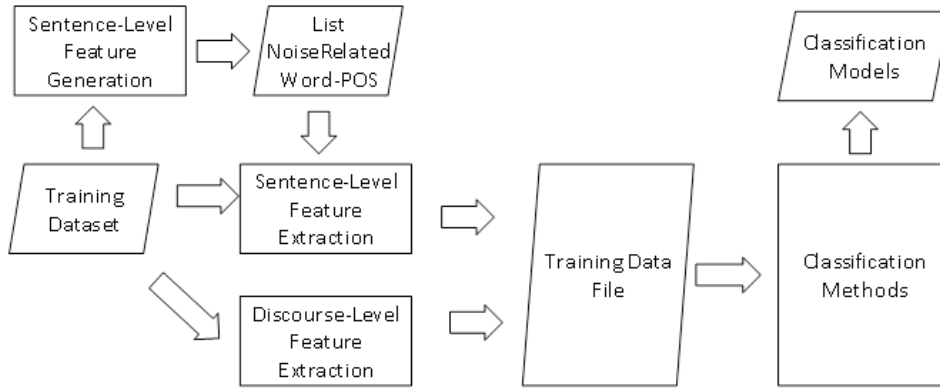 Sentence-Level
Feature
Generation
List
NoiseRelated
Word-POS
Classification
Models
Training
Dataset
Sentence-Level
Feature
Extraction
Training Data
File
Classification
Methods
Discourse-Level
Feature
Extraction